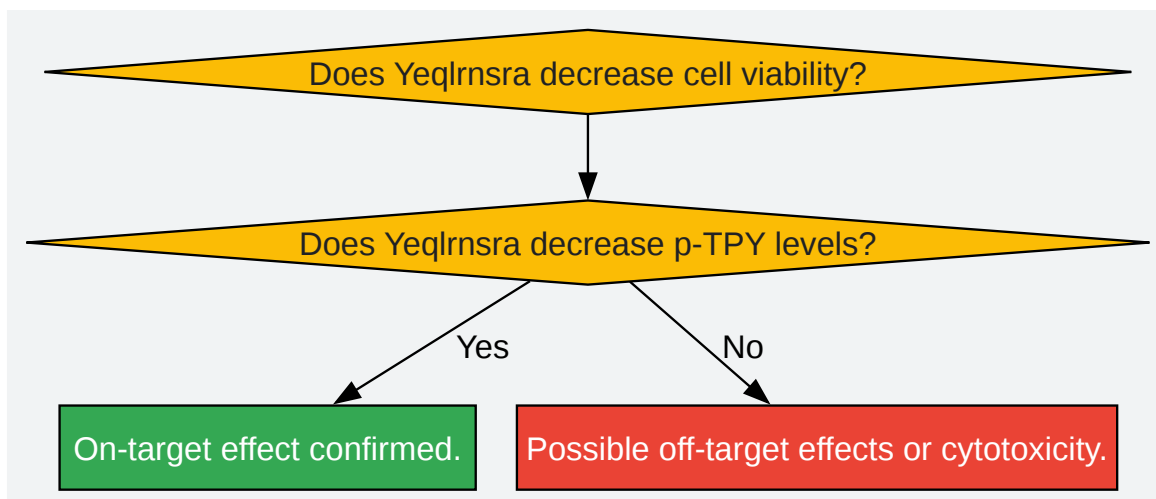 Does Yeqlrnsra decrease cell viability?
Does Yeqlrnsra decrease p-TPY levels?
Yes
No
On-target effect confirmed.
Possible off-target effects or cytotoxicity.